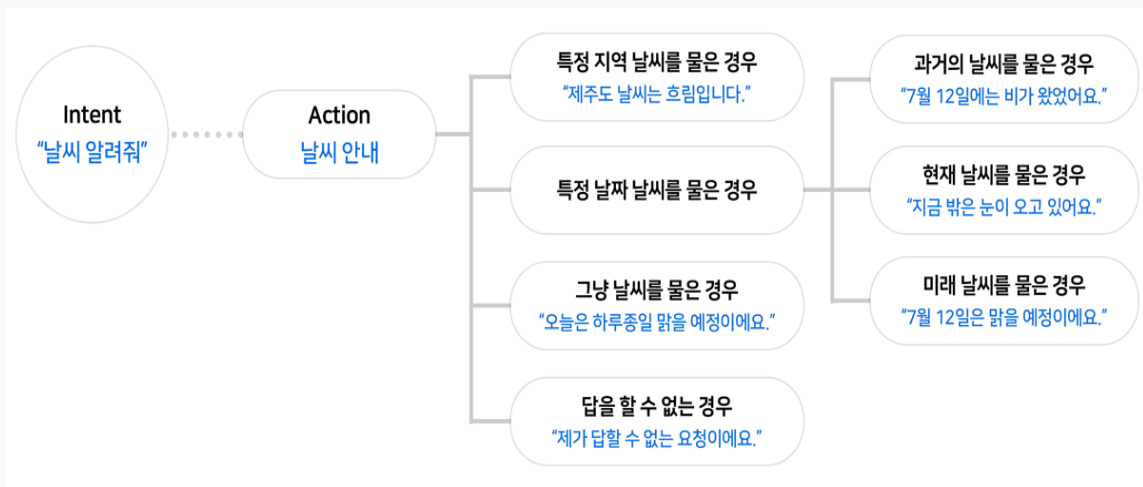 Intent
“날씨 알려줘”
Action
날씨 안내
특정 지역 날씨를 물은 경우
“제주도 날씨는 흐림입니다.”
특정 날짜 날씨를 물은 경우
과거의 날씨를 물은 경우
“7월 12일에는 비가 왔었어요.”
현재 날씨를 물은 경우
“지금 밖은 눈이 오고 있어요.”
미래 날씨를 물은 경우
“7월 12일은 맑을 예정이에요.”
그냥 날씨를 물은 경우
“오늘은 하루종일 맑을 예정이에요.”
답을 할 수 없는 경우
“제가 답할 수 없는 요청이에요.”